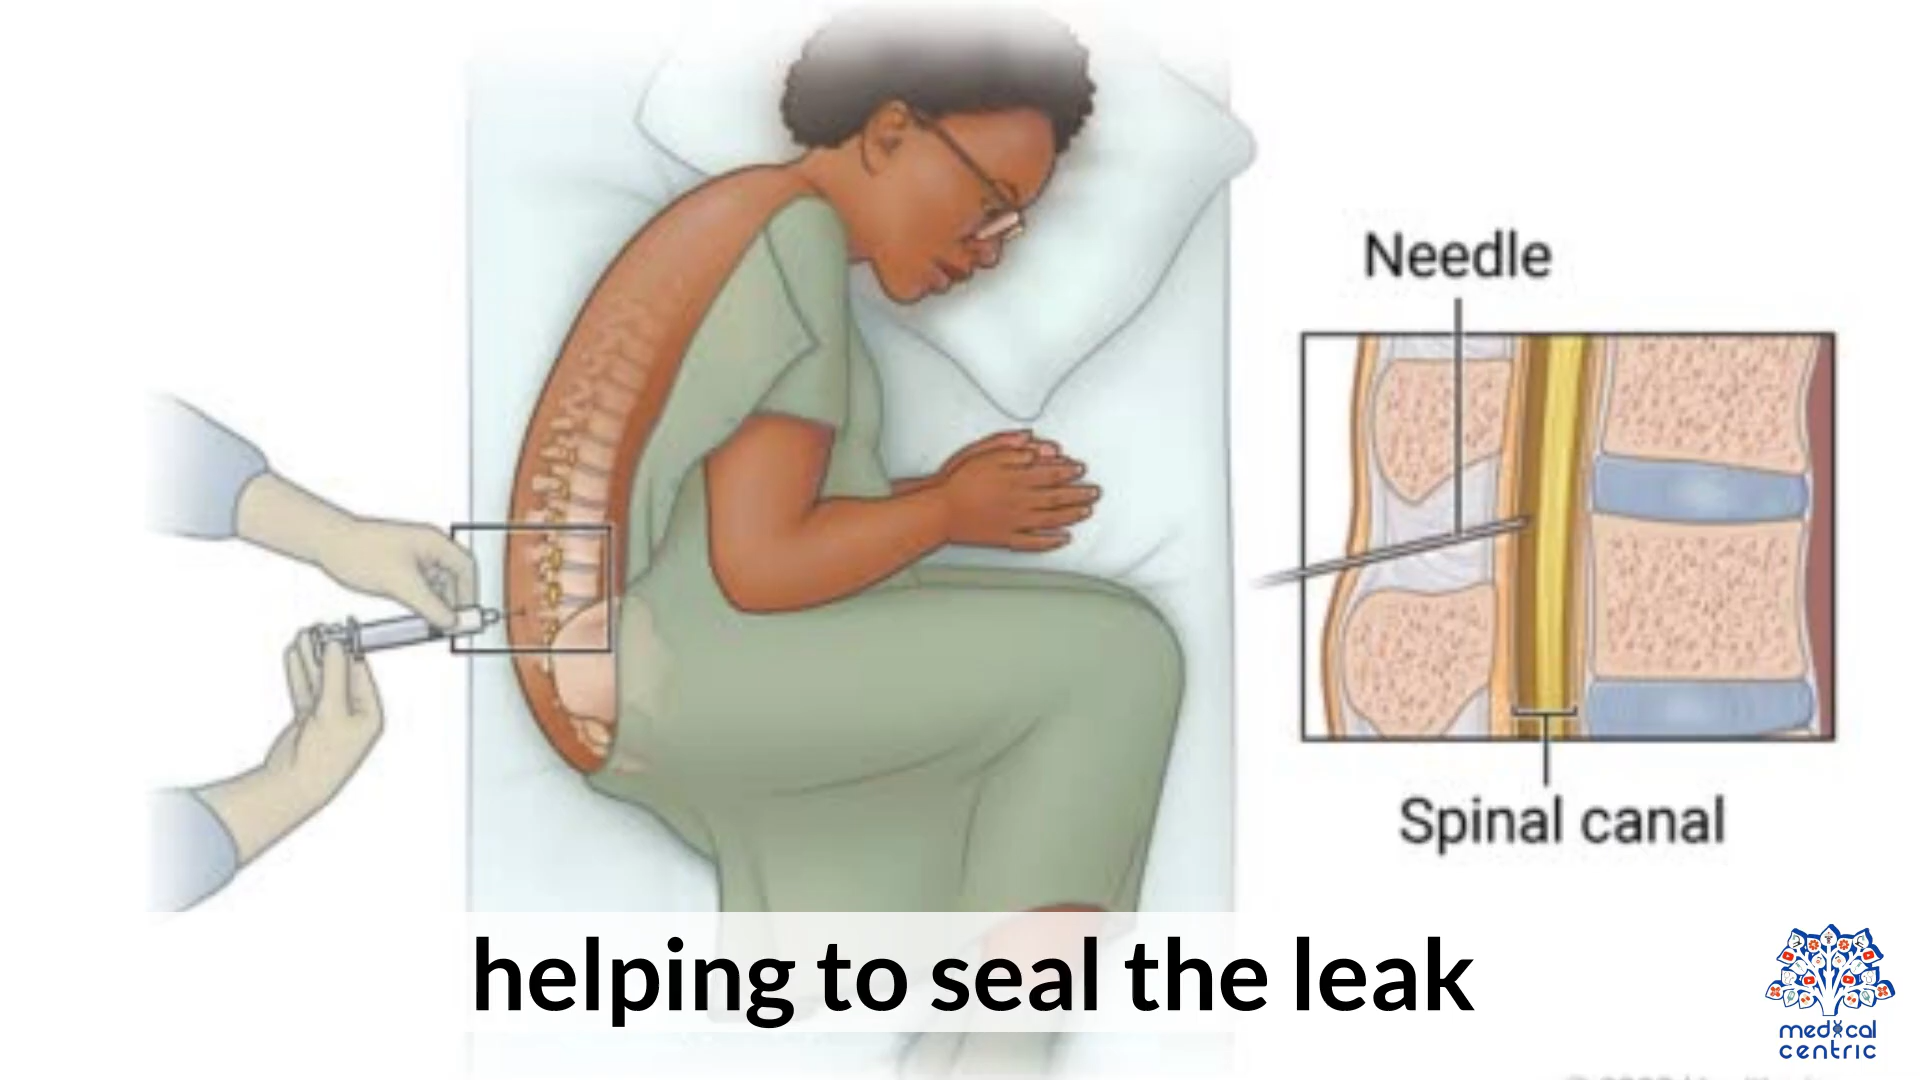 Needle
Spinal canal
helping to seal the leak
medical
centric